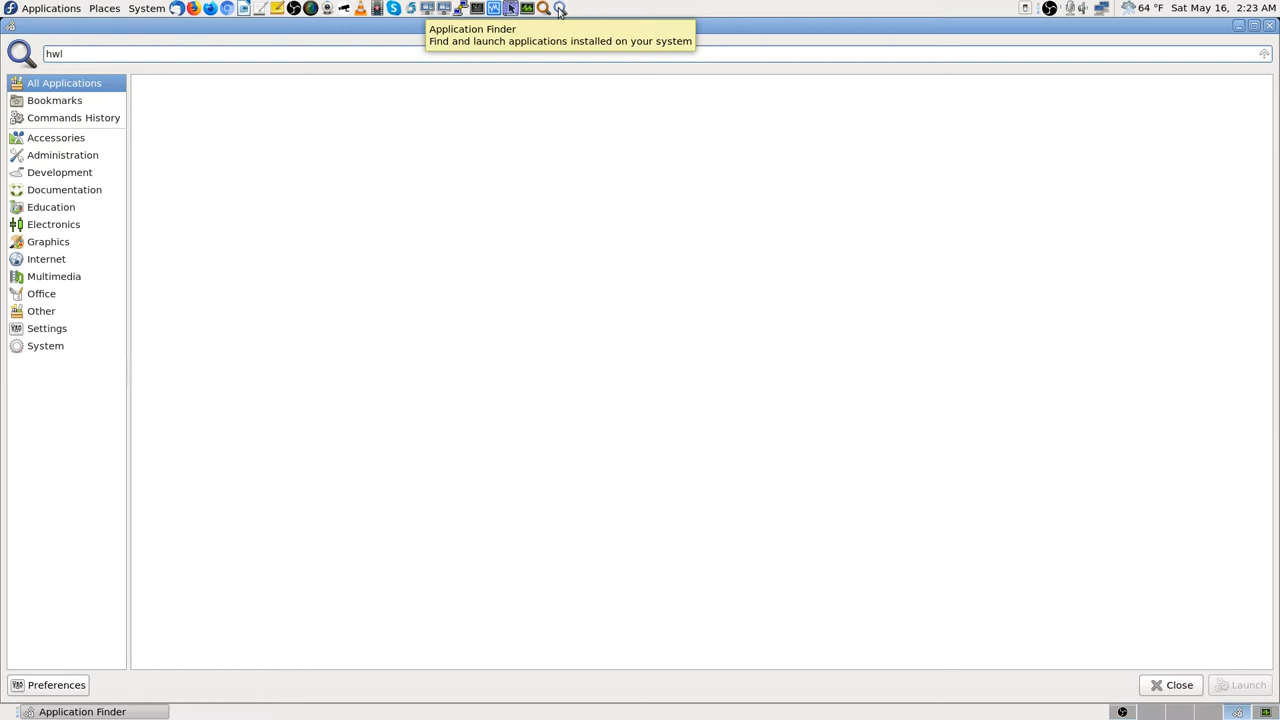 Applications Places System 64 °F Sat May 16, 2:23 AM
Application Finder
Find and launch applications installed on your system
hwl
All Applications
Bookmarks
Commands History
Accessories
Administration
Development
Documentation
Education
Electronics
Graphics
Internet
Multimedia
Office
Other
Settings
System
Preferences Close Launch
Application Finder